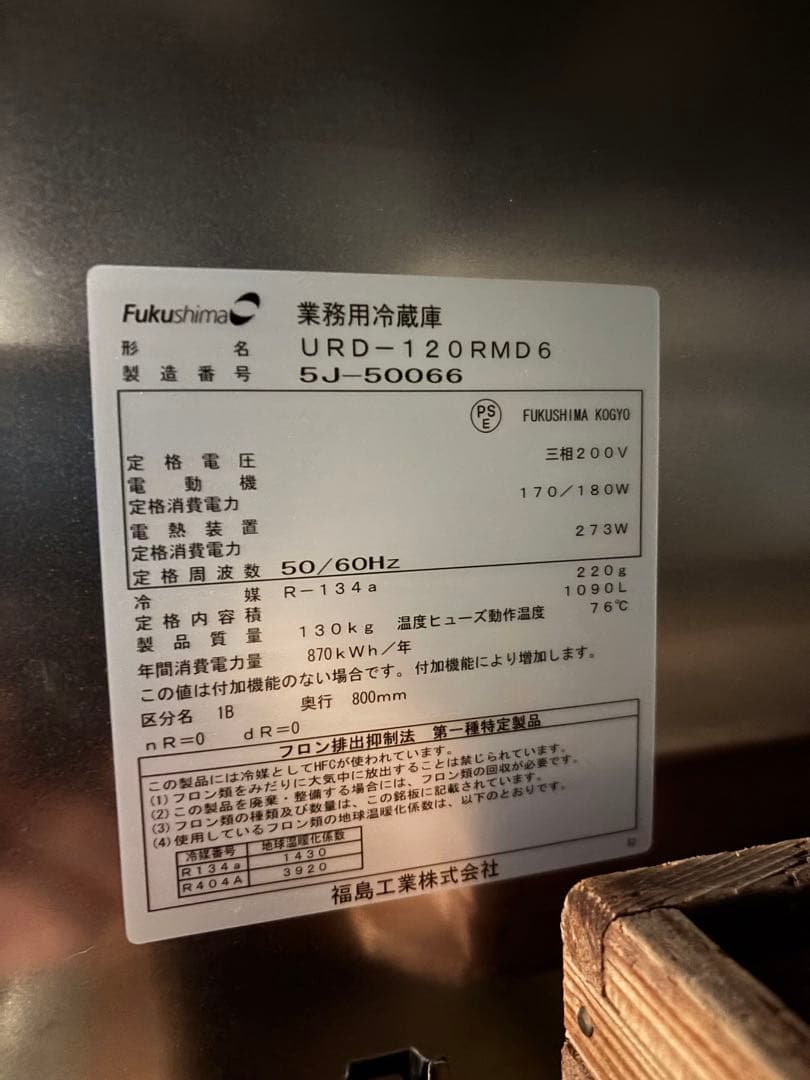 Fukushima 業務用冷蔵庫
形名 URD-120RMD6
製造番号 5J-50066
PSE FUKUSHIMA KOGYO
定格電圧 三相200V
電動機
定格消費電力 170/180W
電熱装置
定格消費電力 273W
定格周波数 50/60Hz
冷媒 R-134a 220g
定格内容積 1090L
製品質量 130kg 温度ヒューズ動作温度 76℃
年間消費電力量 870kWh/年
この値は付加機能のない場合です。付加機能により増加します。
区分名 1B 奥行 800mm
nR=0 dR=0
フロン排出抑制法 第一種特定製品
この製品には冷媒としてHFCが使われています。
(1)フロン類をみだりに大気中に放出することは禁じられています。
(2)この製品を廃棄・整備する場合には、フロン類の回収が必要です。
(3)フロン類の種類及び数量は、この銘板に記載されています。
(4)使用しているフロン類の地球温暖化係数は、以下のとおりです。
冷媒番号 地球温暖化係数
R134a 1430
R404A 3920
福島工業株式会社